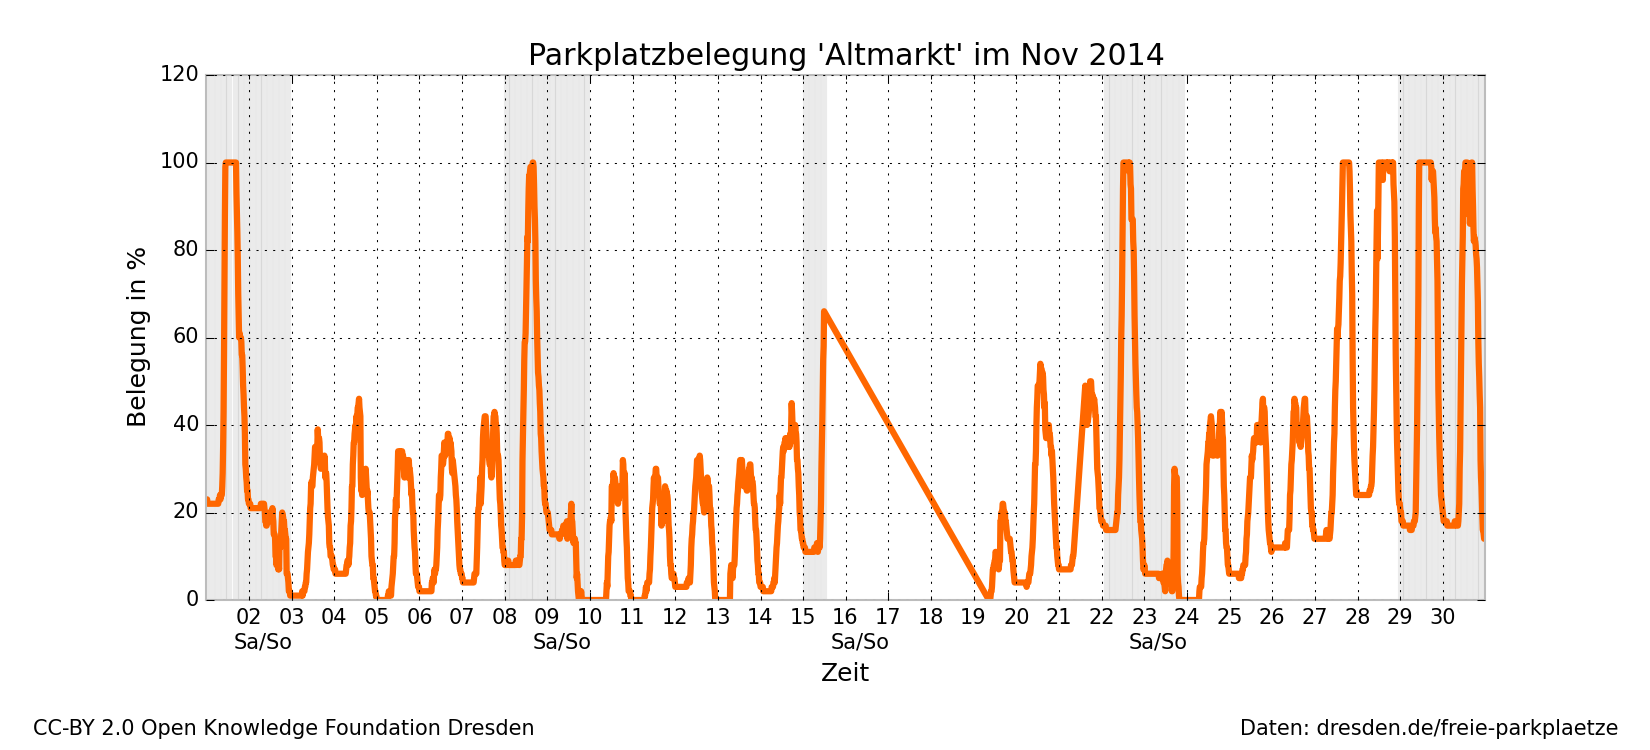 Parkplatzbelegung 'Altmarkt' im Nov 2014
120
100
80
60
40
20
0
Belegung in %
02 03 04 05 06 07 08 09 10 11 12 13 14 15 16 17 18 19 20 21 22 23 24 25 26 27 28 29 30
Sa/So Sa/So Sa/So Sa/So
Zeit
CC-BY 2.0 Open Knowledge Foundation Dresden
Daten: dresden.de/freie-parkplaetze